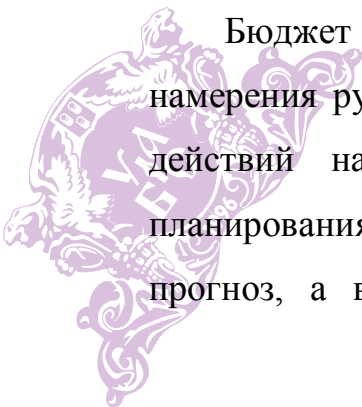 Бюджет
намерения ру
действий на
планирования
прогноз, а в